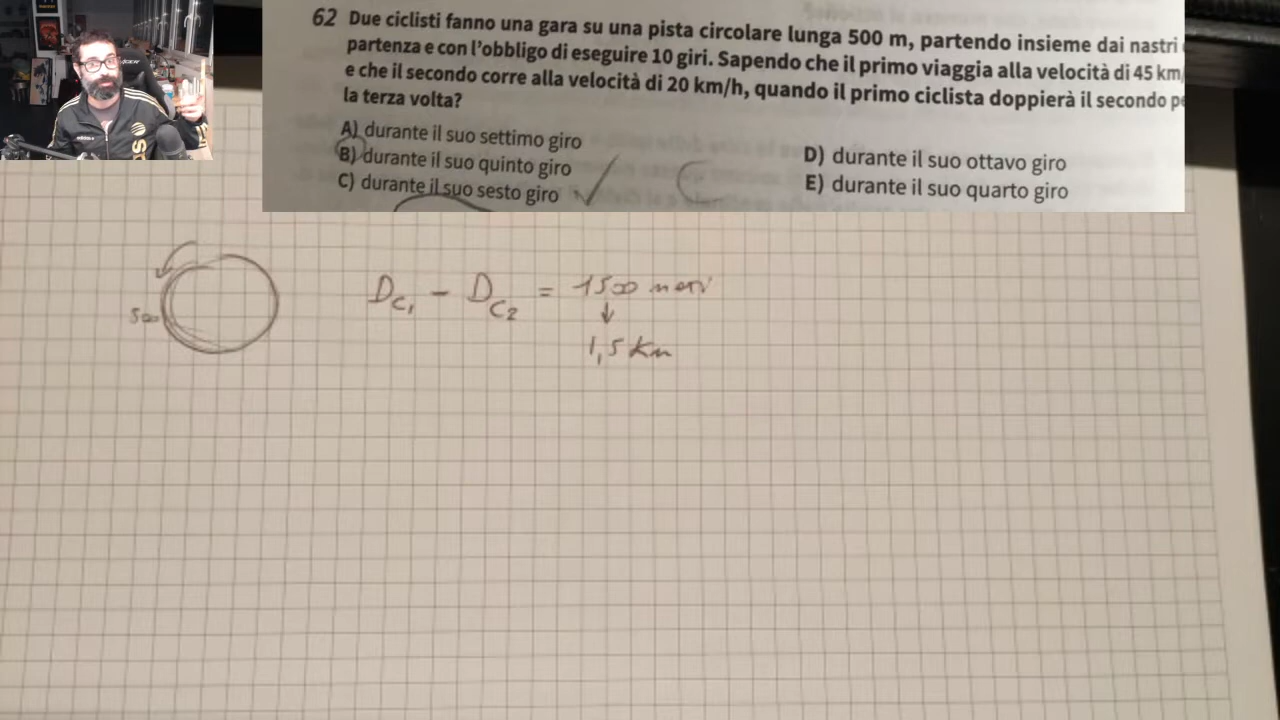 62 Due ciclisti fanno una gara su una pista circolare lunga 500 m, partendo insieme dai nastri
partenza e con l'obbligo di eseguire 10 giri. Sapendo che il primo viaggia alla velocità di 45 km
e che il secondo corre alla velocità di 20 km/h, quando il primo ciclista doppierà il secondo pe
la terza volta?
A) durante il suo settimo giro
B) durante il suo quinto giro
C) durante il suo sesto giro
D) durante il suo ottavo giro
E) durante il suo quarto giro
500
D_C1 - D_C2 = 1500 metri
↓
1,5 Km